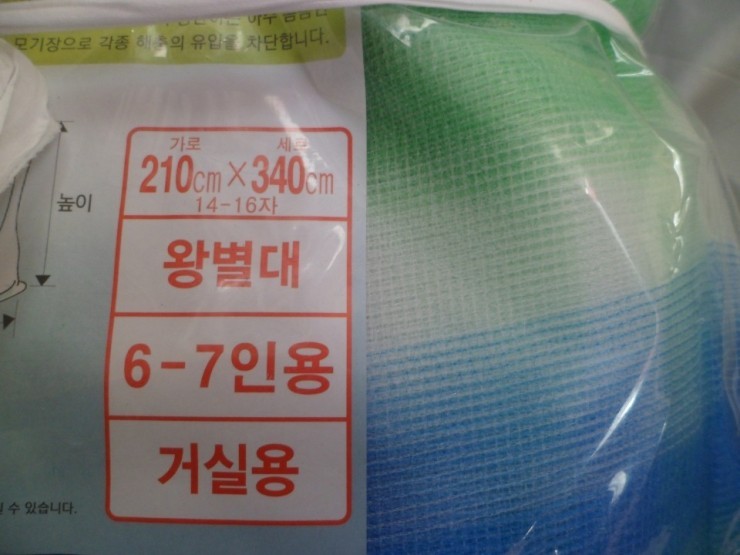 모기장으로 각종 해충의 유입을 차단합니다.
높이
가로 세로
210cm×340cm
14-16자
왕별대
6-7인용
거실용
수 있습니다.